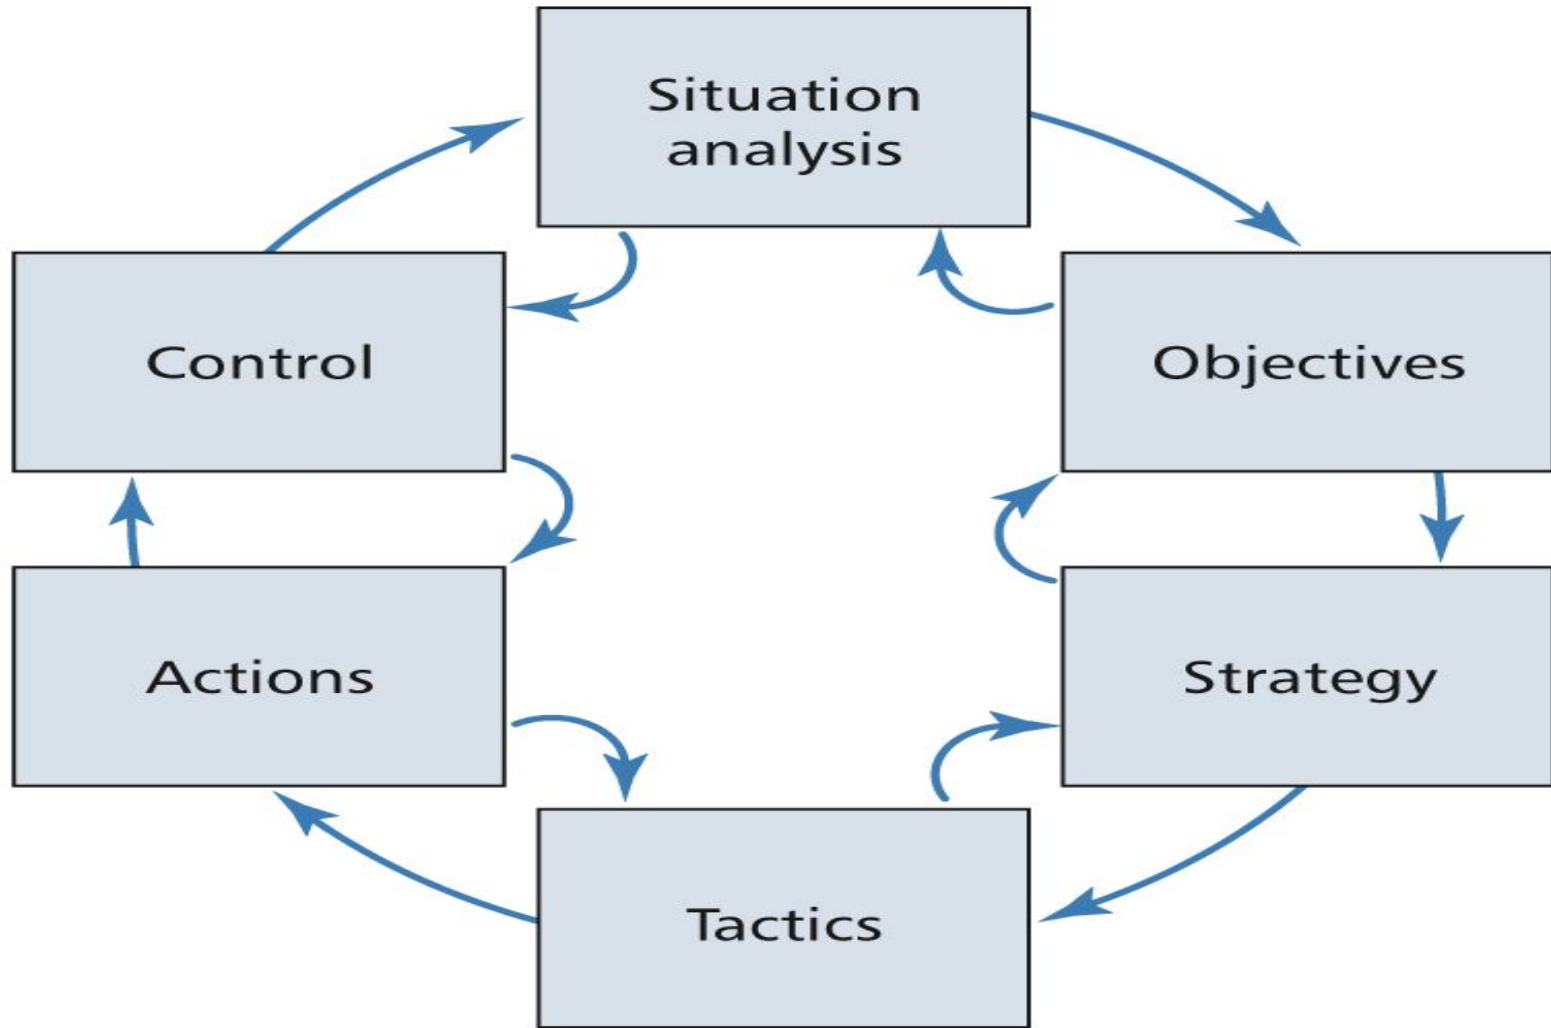 Situation
analysis
Objectives
Strategy
Tactics
Actions
Control